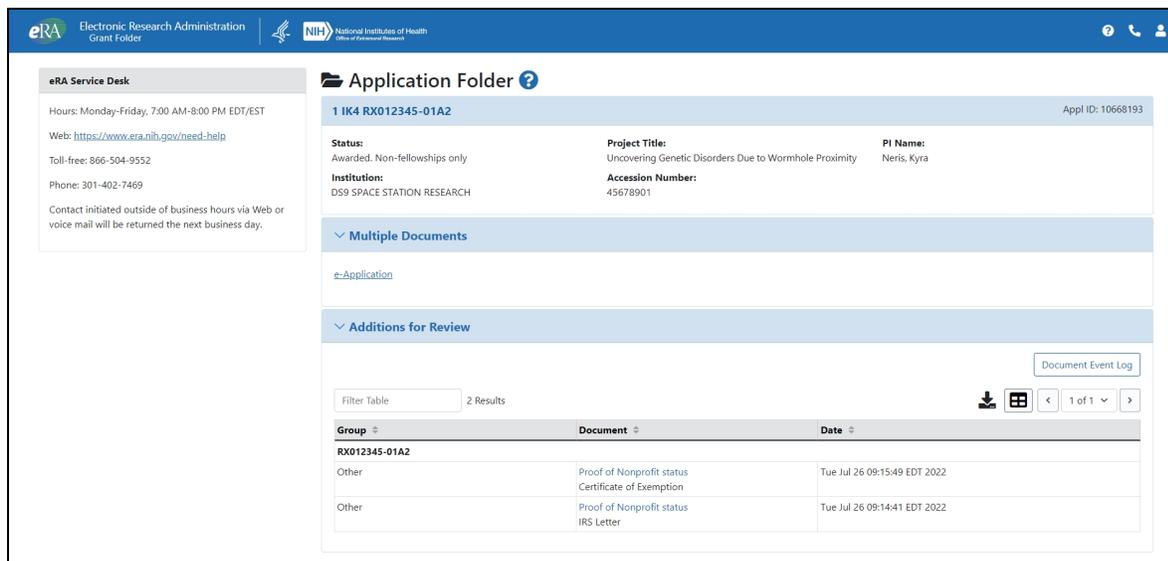 eRA Electronic Research Administration
Grant Folder
NIH National Institutes of Health
Office of Extramural Research
eRA Service Desk
Hours: Monday-Friday, 7:00 AM-8:00 PM EDT/EST
Web: https://www.era.nih.gov/need-help
Toll-free: 866-504-9552
Phone: 301-402-7469
Contact initiated outside of business hours via Web or
voice mail will be returned the next business day.
Application Folder ?
1 IK4 RX012345-01A2 Appl ID: 10668193
Status: Project Title: PI Name:
Awarded. Non-fellowships only Uncovering Genetic Disorders Due to Wormhole Proximity Neris, Kyra
Institution: Accession Number:
DS9 SPACE STATION RESEARCH 45678901
Multiple Documents
e-Application
Additions for Review
Document Event Log
Filter Table 2 Results 1 of 1
Group Document Date
RX012345-01A2
Other Proof of Nonprofit status Tue Jul 26 09:15:49 EDT 2022
Certificate of Exemption
Other Proof of Nonprofit status Tue Jul 26 09:14:41 EDT 2022
IRS Letter